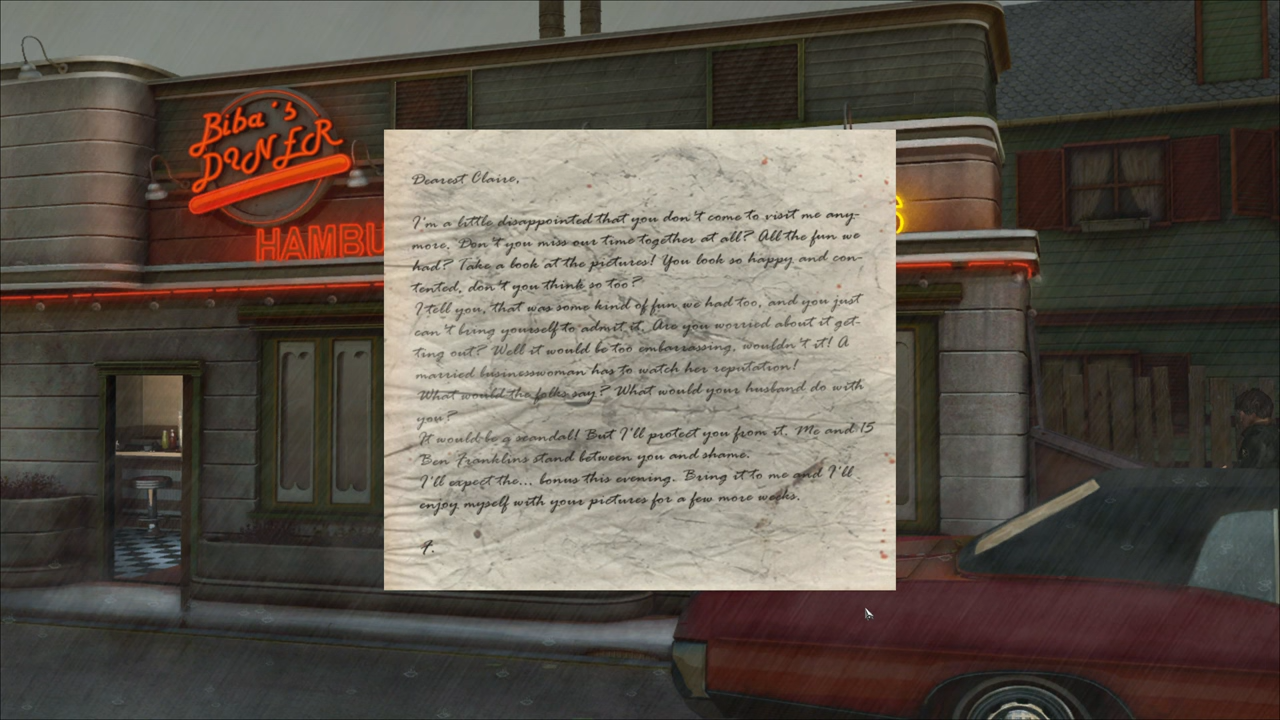 Biba's
DINER
HAMBU
S
Dearest Claire,
I'm a little disappointed that you don't come to visit me any-
more. Don't you miss our time together at all? All the fun we
had? Take a look at the pictures! You look so happy and con-
tented, don't you think so too?
I tell you, that was some kind of fun we had too, and you just
can't bring yourself to admit it. Are you worried about it get-
ting out? Well it would be too embarrassing, wouldn't it! A
married businesswoman has to watch her reputation!
What would the folks say? What would your husband do with
you?
It would be a scandal! But I'll protect you from it. Me and 15
Ben Franklins stand between you and shame.
I'll expect the... bonus this evening. Bring it to me and I'll
enjoy myself with your pictures for a few more weeks.